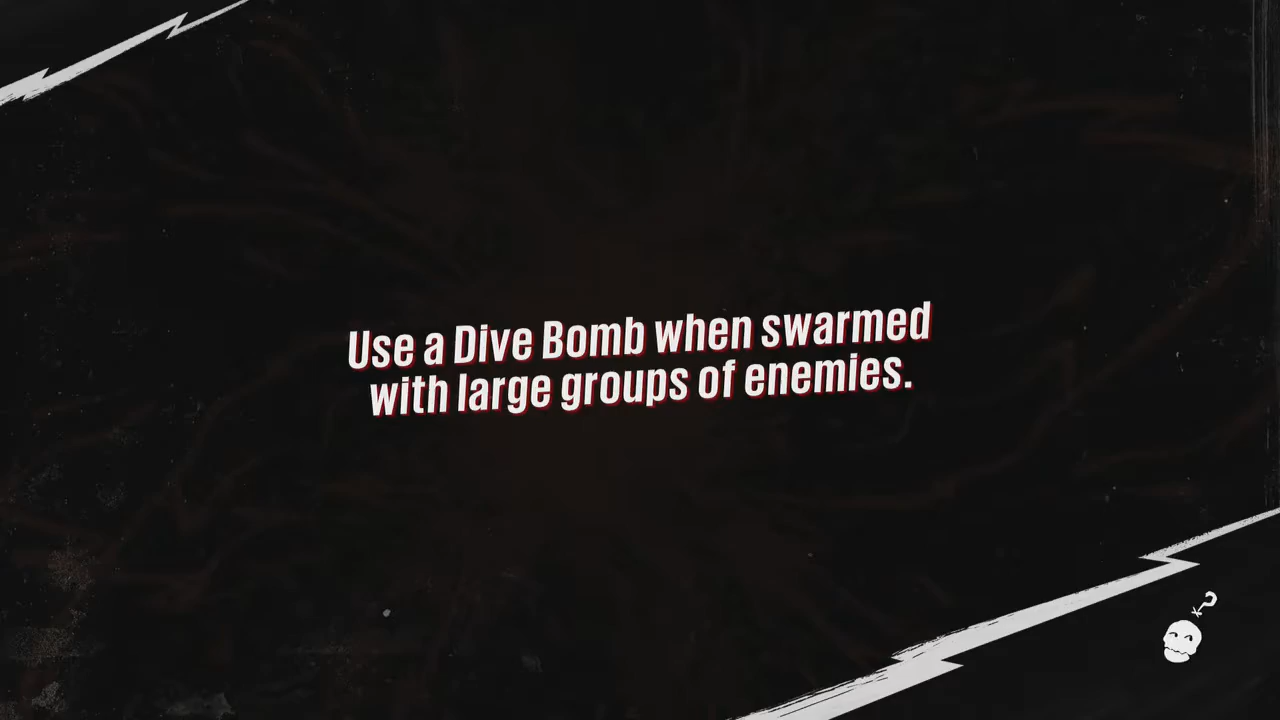 Use a Dive Bomb when swarmed
with large groups of enemies.